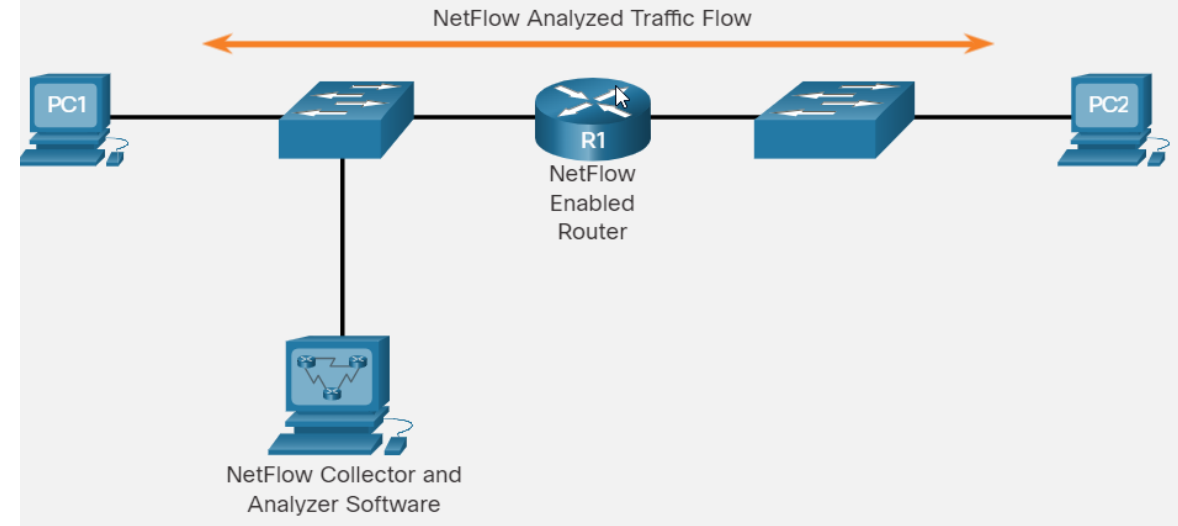 NetFlow Analyzed Traffic Flow
PC1
R1
PC2
NetFlow
Enabled
Router
NetFlow Collector and
Analyzer Software